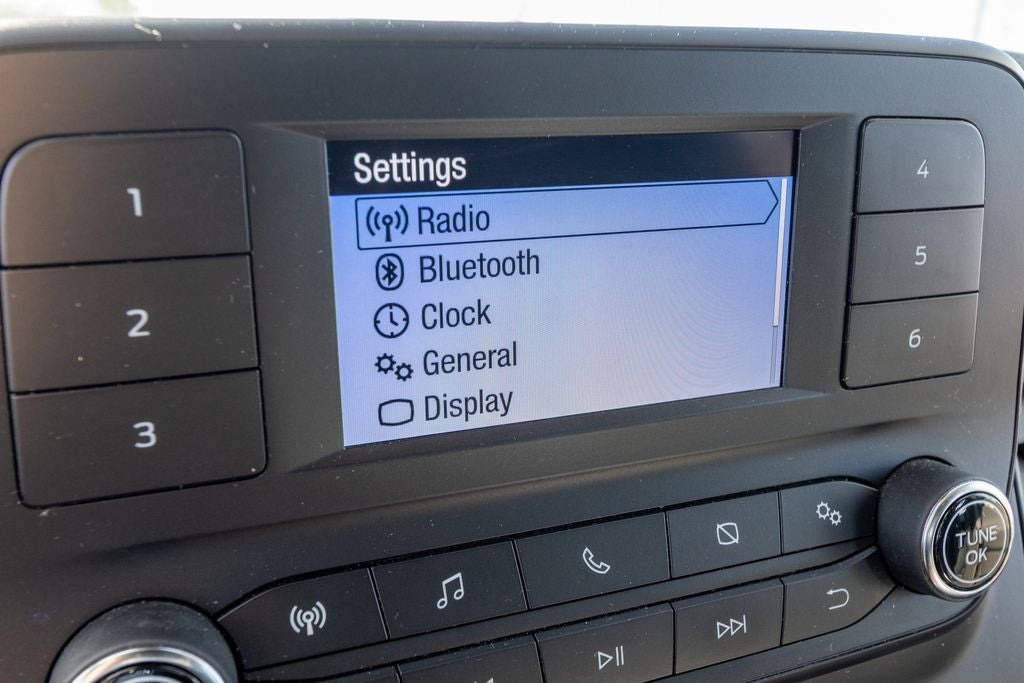 Settings
Radio
Bluetooth
Clock
General
Display
1
2
3
4
5
6
TUNE
OK